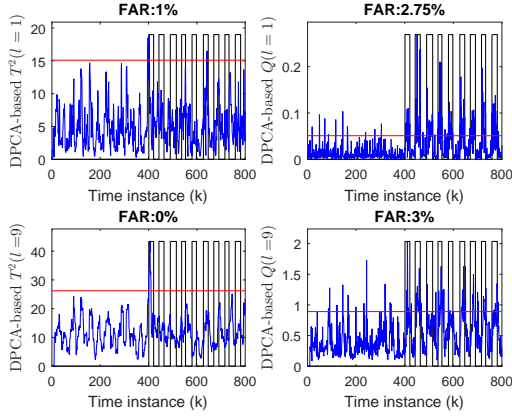 FAR:1%
DPCA-based T²(l = 1)
20
15
10
5
0
0 200 400 600 800
Time instance (k)
FAR:2.75%
DPCA-based Q(l = 1)
0.2
0.1
0
0 200 400 600 800
Time instance (k)
FAR:0%
DPCA-based T²(l =9)
40
30
20
10
0
0 200 400 600 800
Time instance (k)
FAR:3%
DPCA-based Q(l =9)
2
1.5
1
0.5
0
0 200 400 600 800
Time instance (k)